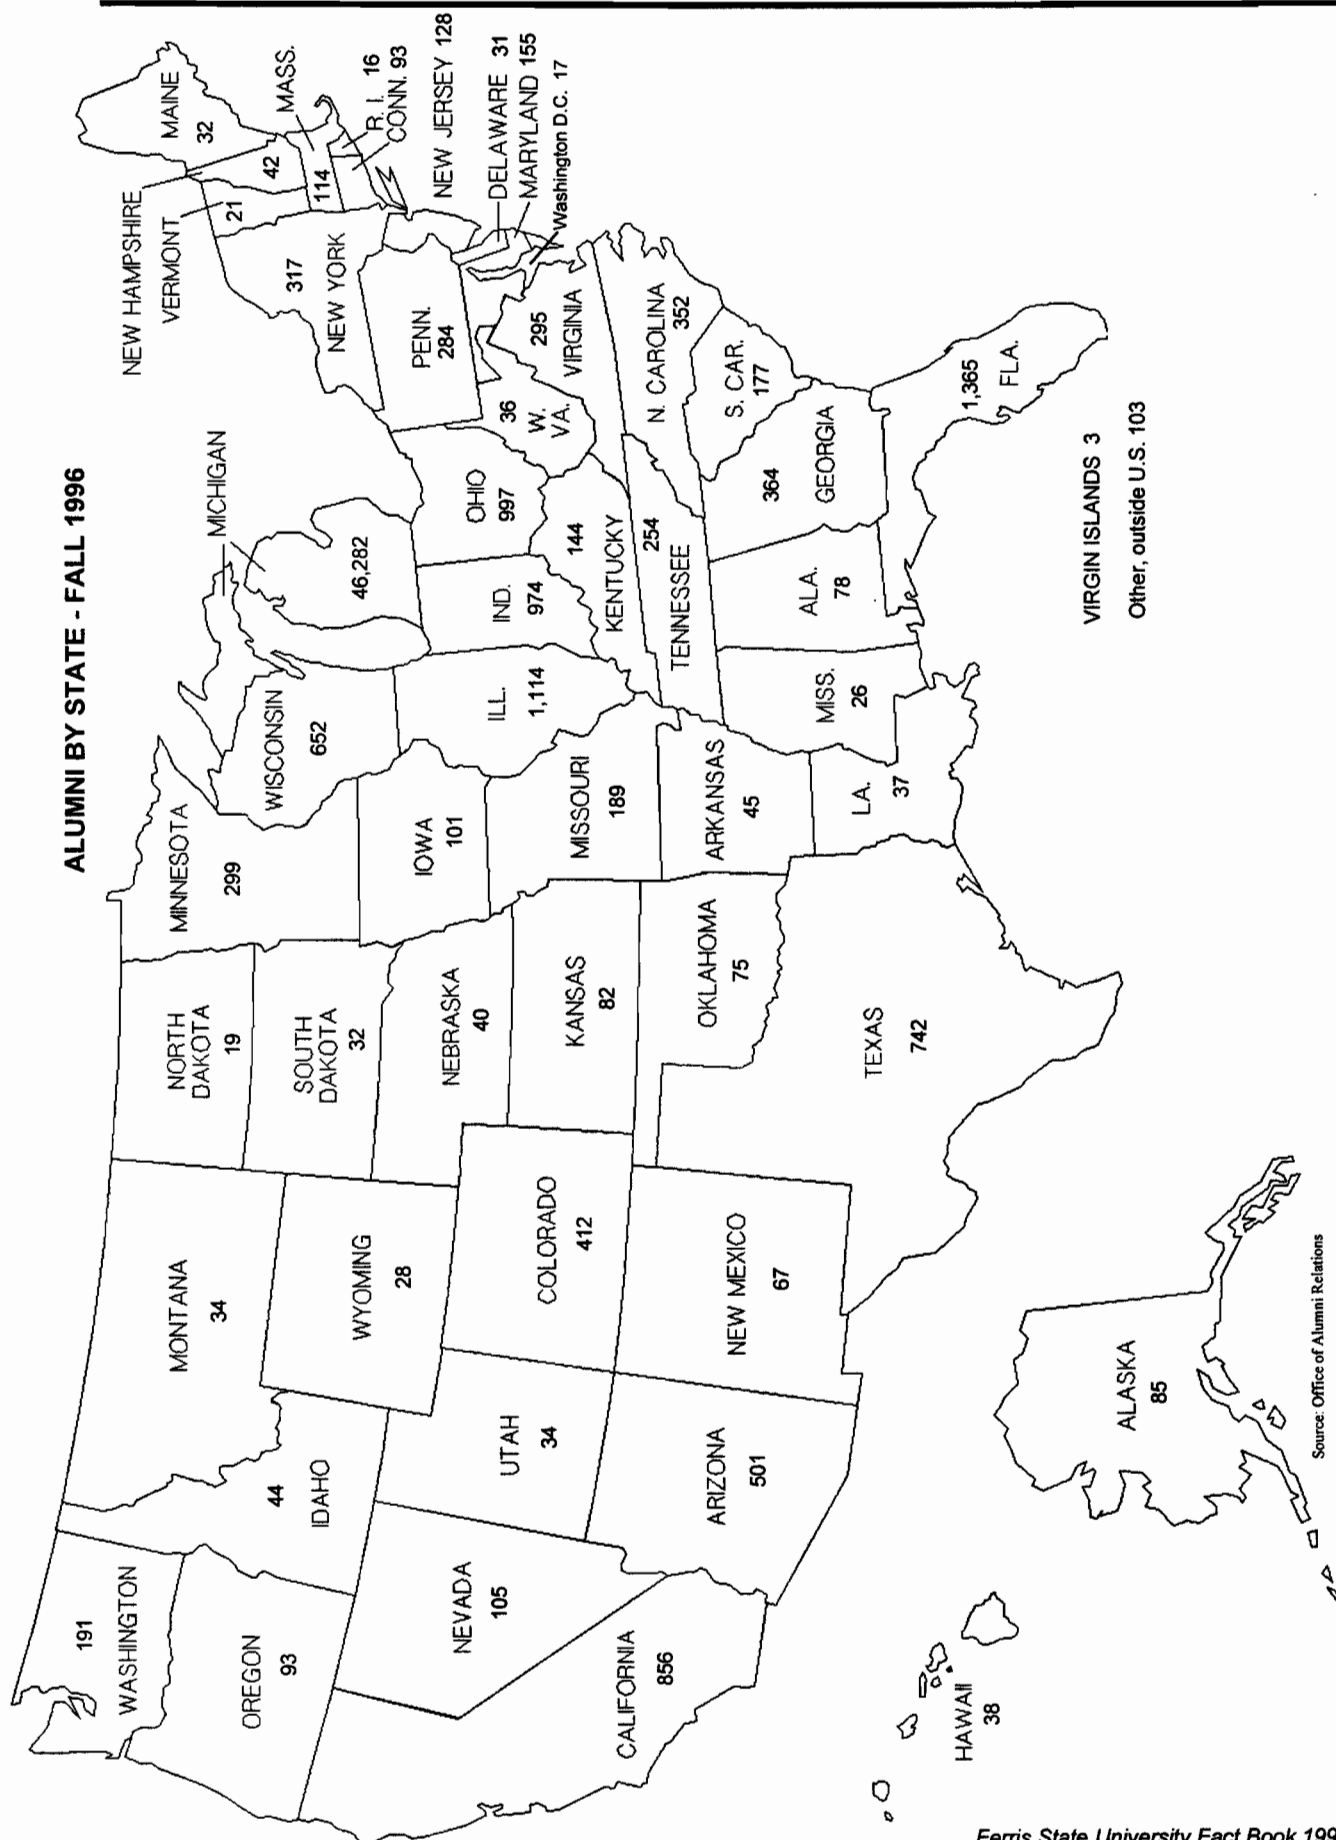 ALUMNI BY STATE - FALL 1996
191
WASHINGTON
OREGON
93
CALIFORNIA
856
NEVADA
105
44
IDAHO
MONTANA
34
WYOMING
28
UTAH
34
ARIZONA
501
COLORADO
412
NEW MEXICO
67
NORTH
DAKOTA
19
SOUTH
DAKOTA
32
NEBRASKA
40
KANSAS
82
OKLAHOMA
75
TEXAS
742
MINNESOTA
299
IOWA
101
MISSOURI
189
ARKANSAS
45
LA.
37
WISCONSIN
652
ILL.
1,114
MICHIGAN
46,282
IND.
974
OHIO
997
144
KENTUCKY
254
TENNESSEE
MISS.
26
ALA.
78
364
GEORGIA
1,365
FLA.
S. CAR.
177
N. CAROLINA
352
295
VIRGINIA
36
W.
VA.
PENN.
284
317
NEW YORK
NEW HAMPSHIRE
VERMONT
21
42
MAINE
32
MASS.
114
R. I. 16
CONN. 93
NEW JERSEY 128
DELAWARE 31
MARYLAND 155
Washington D.C. 17
ALASKA
85
HAWAII
38
VIRGIN ISLANDS 3
Other, outside U.S. 103
Source: Office of Alumni Relations
Ferris State University Fact Book